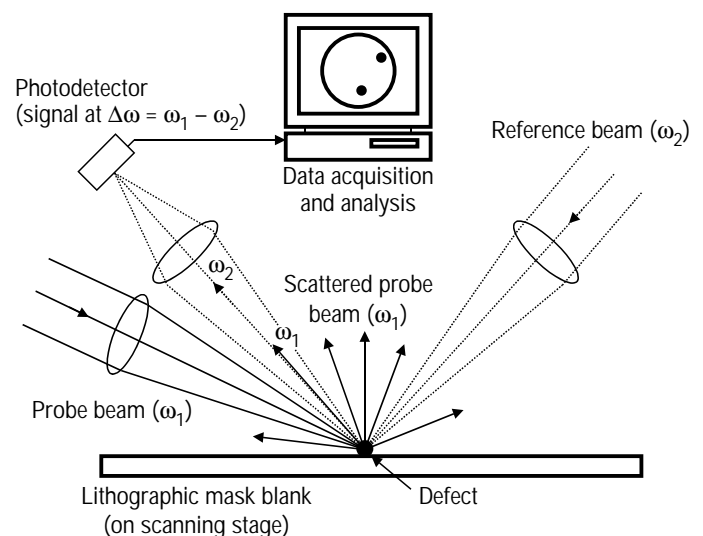 Photodetector
(signal at Δω = ω₁ – ω₂)
Data acquisition
and analysis
Reference beam (ω₂)
ω₂
Scattered probe
beam (ω₁)
ω₁
Probe beam (ω₁)
Lithographic mask blank
(on scanning stage)
Defect